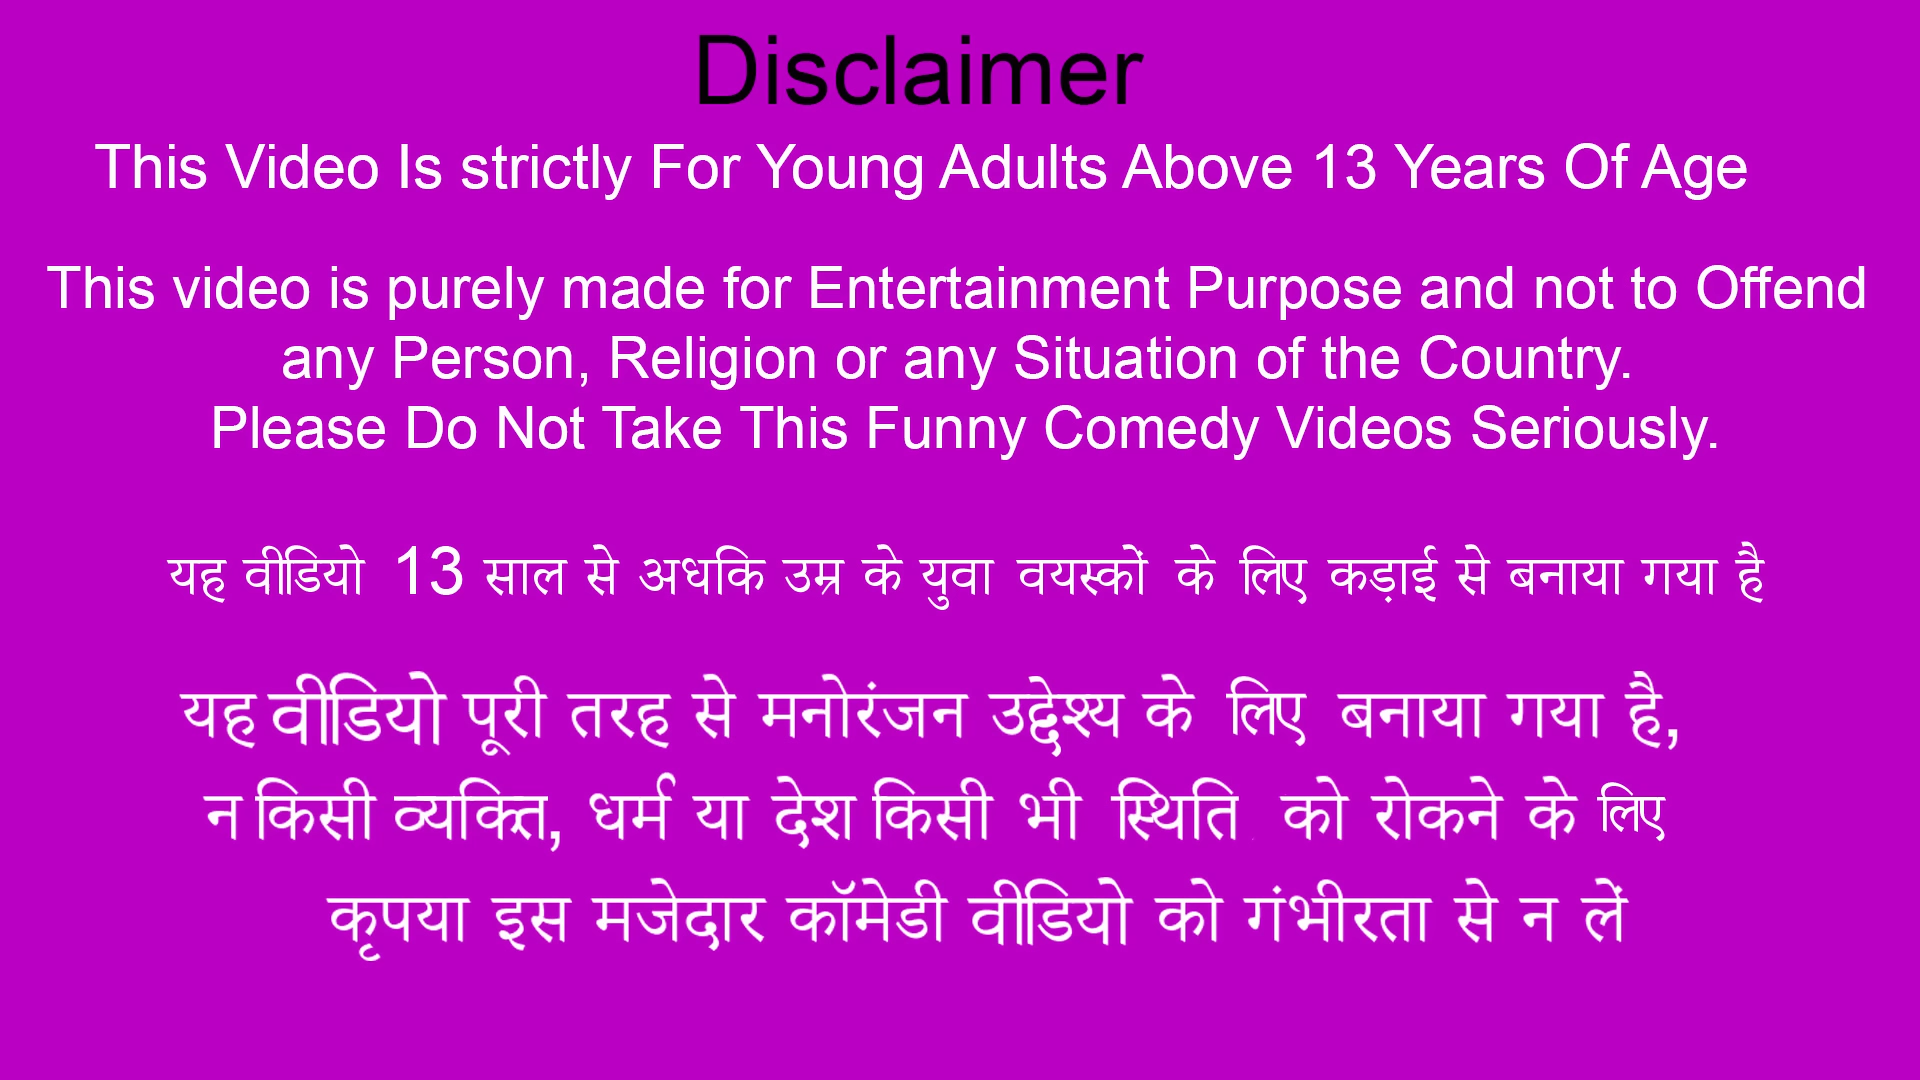 Disclaimer
This Video Is strictly For Young Adults Above 13 Years Of Age
This video is purely made for Entertainment Purpose and not to Offend
any Person, Religion or any Situation of the Country.
Please Do Not Take This Funny Comedy Videos Seriously.
यह वीडियो 13 साल से अधकि उम्र के युवा वयस्कों के लिए कड़ाई से बनाया गया है
यह वीडियो पूरी तरह से मनोरंजन उद्देश्य के लिए बनाया गया है,
न किसी व्यक्ति, धर्म या देश किसी भी स्थिति को रोकने के लिए
कृपया इस मजेदार कॉमेडी वीडियो को गंभीरता से न लें